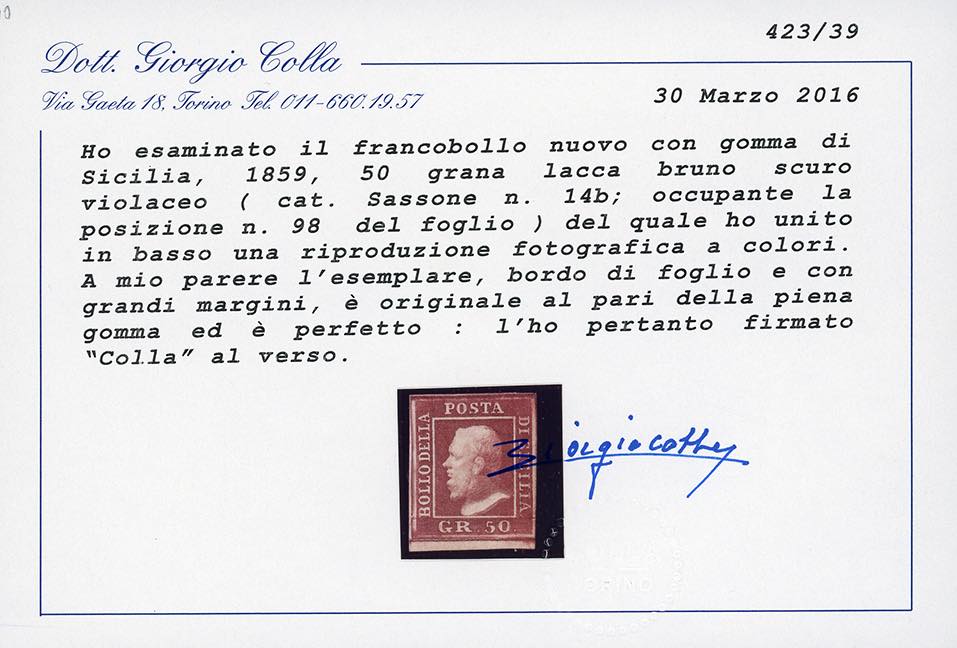 423/39
Dott. Giorgio Colla
Via Gaeta 18, Torino Tel. 011-660.19.57
30 Marzo 2016
Ho esaminato il francobollo nuovo con gomma di
Sicilia, 1859, 50 grana lacca bruno scuro
violaceo ( cat. Sassone n. 14b; occupante la
posizione n. 98 del foglio ) del quale ho unito
in basso una riproduzione fotografica a colori.
A mio parere l'esemplare, bordo di foglio e con
grandi margini, è originale al pari della piena
gomma ed è perfetto : l'ho pertanto firmato
"Colla" al verso.
POSTA
BOLLO DELLA
DI SICILIA
GR. 50.
Giorgio Colla